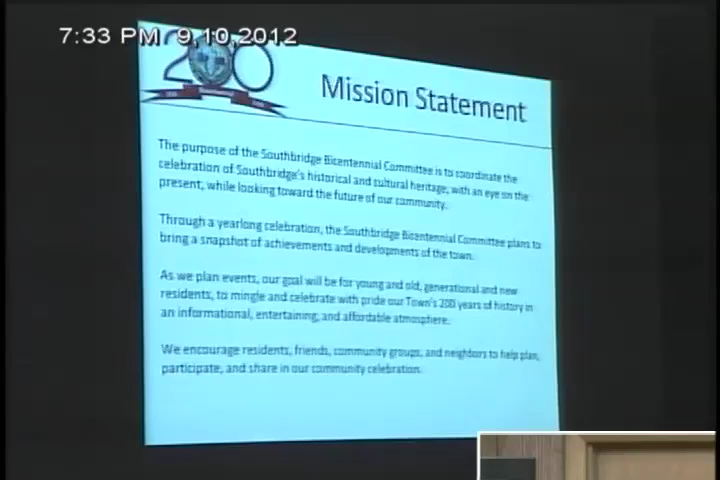 7:33 PM 9,10,2012
200
Mission Statement
The purpose of the Southbridge Bicentennial Committee is to coordinate the
celebration of Southbridge's historical and cultural heritage, with an eye on the
present, while looking toward the future of our community.
Through a yearlong celebration, the Southbridge Bicentennial Committee plans to
bring a snapshot of achievements and developments of the town.
As we plan events, our goal will be for young and old, generational and new
residents, to mingle and celebrate with pride our Town's 200 years of history in
an informational, entertaining, and affordable atmosphere.
We encourage residents, friends, community groups, and neighbors to help plan,
participate, and share in our community celebration.